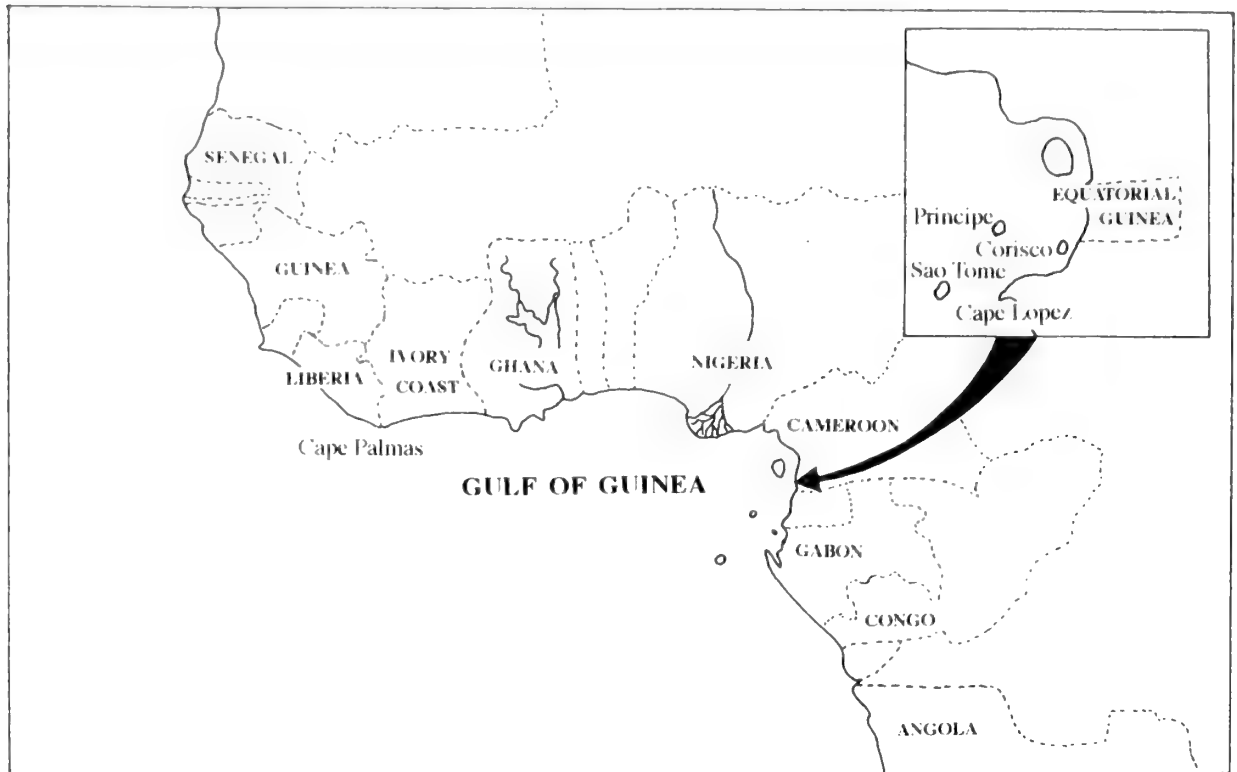 SENEGAL
GUINEA
LIBERIA
IVORY
COAST
GHANA
NIGERIA
CAMEROON
Cape Palmas
GULF OF GUINEA
GABON
CONGO
ANGOLA
EQUATORIAL
GUINEA
Principe
Corisco
Sao Tome
Cape Lopez